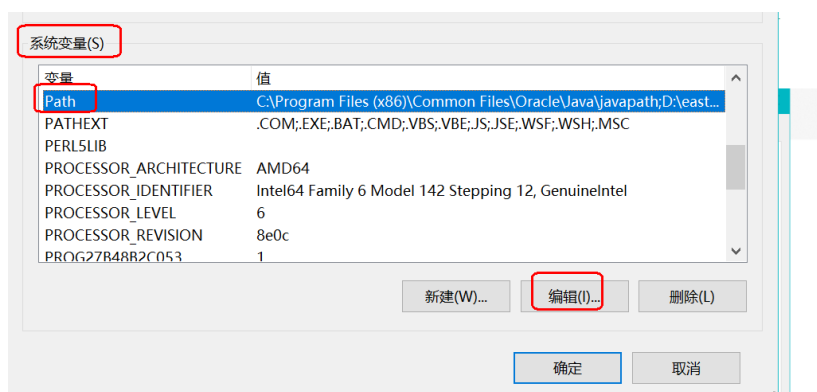 系统变量(S)
变量 值
Path C:\Program Files (x86)\Common Files\Oracle\Java\javapath;D:\east...
PATHEXT .COM;.EXE;.BAT;.CMD;.VBS;.VBE;.JS;.JSE;.WSF;.WSH;.MSC
PERL5LIB
PROCESSOR_ARCHITECTURE AMD64
PROCESSOR_IDENTIFIER Intel64 Family 6 Model 142 Stepping 12, GenuineIntel
PROCESSOR_LEVEL 6
PROCESSOR_REVISION 8e0c
PROG27B48B2C053 1
新建(W)... 编辑(I)... 删除(L)
确定 取消